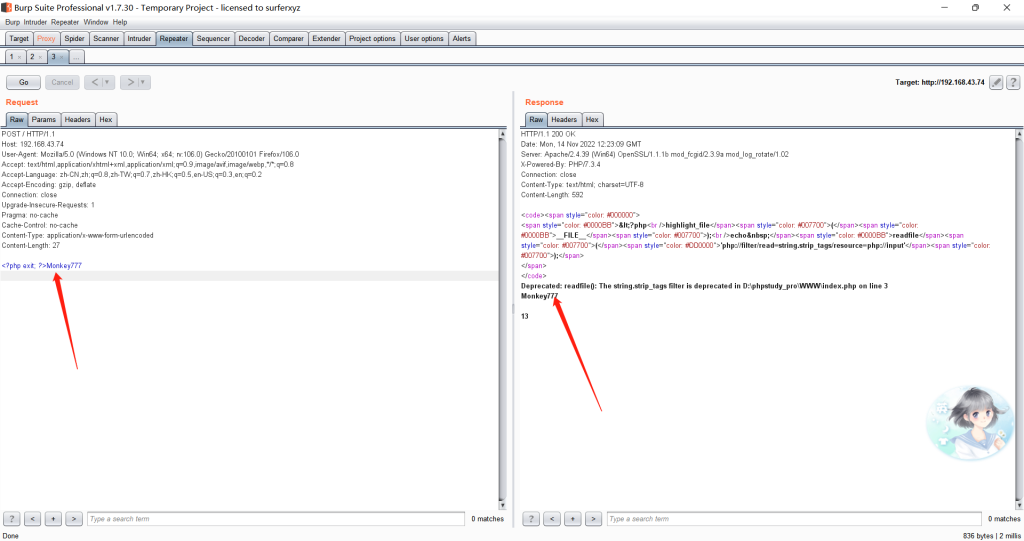 Burp Suite Professional v1.7.30 - Temporary Project - licensed to surferxyz
Burp Intruder Repeater Window Help
Target Proxy Spider Scanner Intruder Repeater Sequencer Decoder Comparer Extender Project options User options Alerts
1 × 2 × 3 × ...
Go Cancel < > Target: http://192.168.43.74 ?
Request
Raw Params Headers Hex
POST / HTTP/1.1
Host: 192.168.43.74
User-Agent: Mozilla/5.0 (Windows NT 10.0; Win64; x64; rv:106.0) Gecko/20100101 Firefox/106.0
Accept: text/html,application/xhtml+xml,application/xml;q=0.9,image/avif,image/webp,*/*;q=0.8
Accept-Language: zh-CN,zh;q=0.8,zh-TW;q=0.7,zh-HK;q=0.5,en-US;q=0.3,en;q=0.2
Accept-Encoding: gzip, deflate
Connection: close
Upgrade-Insecure-Requests: 1
Pragma: no-cache
Cache-Control: no-cache
Content-Type: application/x-www-form-urlencoded
Content-Length: 27
<?php exit; ?>Monkey777
? < + > Type a search term 0 matches
Response
Raw Headers Hex
HTTP/1.1 200 OK
Date: Mon, 14 Nov 2022 12:23:09 GMT
Server: Apache/2.4.39 (Win64) OpenSSL/1.1.1b mod_fcgid/2.3.9a mod_log_rotate/1.02
X-Powered-By: PHP/7.3.4
Connection: close
Content-Type: text/html; charset=UTF-8
Content-Length: 592
<code><span style="color: #000000">
<span style="color: #0000BB">&lt;?php<br />highlight_file</span><span style="color: #007700">(</span><span style="color:
#0000BB">__FILE__</span><span style="color: #007700">);<br />echo&nbsp;</span><span style="color: #0000BB">readfile</span><span
style="color: #007700">(</span><span style="color: #DD0000">'php://filter/read=string.strip_tags/resource=php://input'</span><span style="color:
#007700">);</span>
</span>
</code>
Deprecated: readfile(): The string.strip_tags filter is deprecated in D:\phpstudy_pro\WWW\index.php on line 3
Monkey777
13
? < + > Type a search term 0 matches
Done 836 bytes | 2 millis